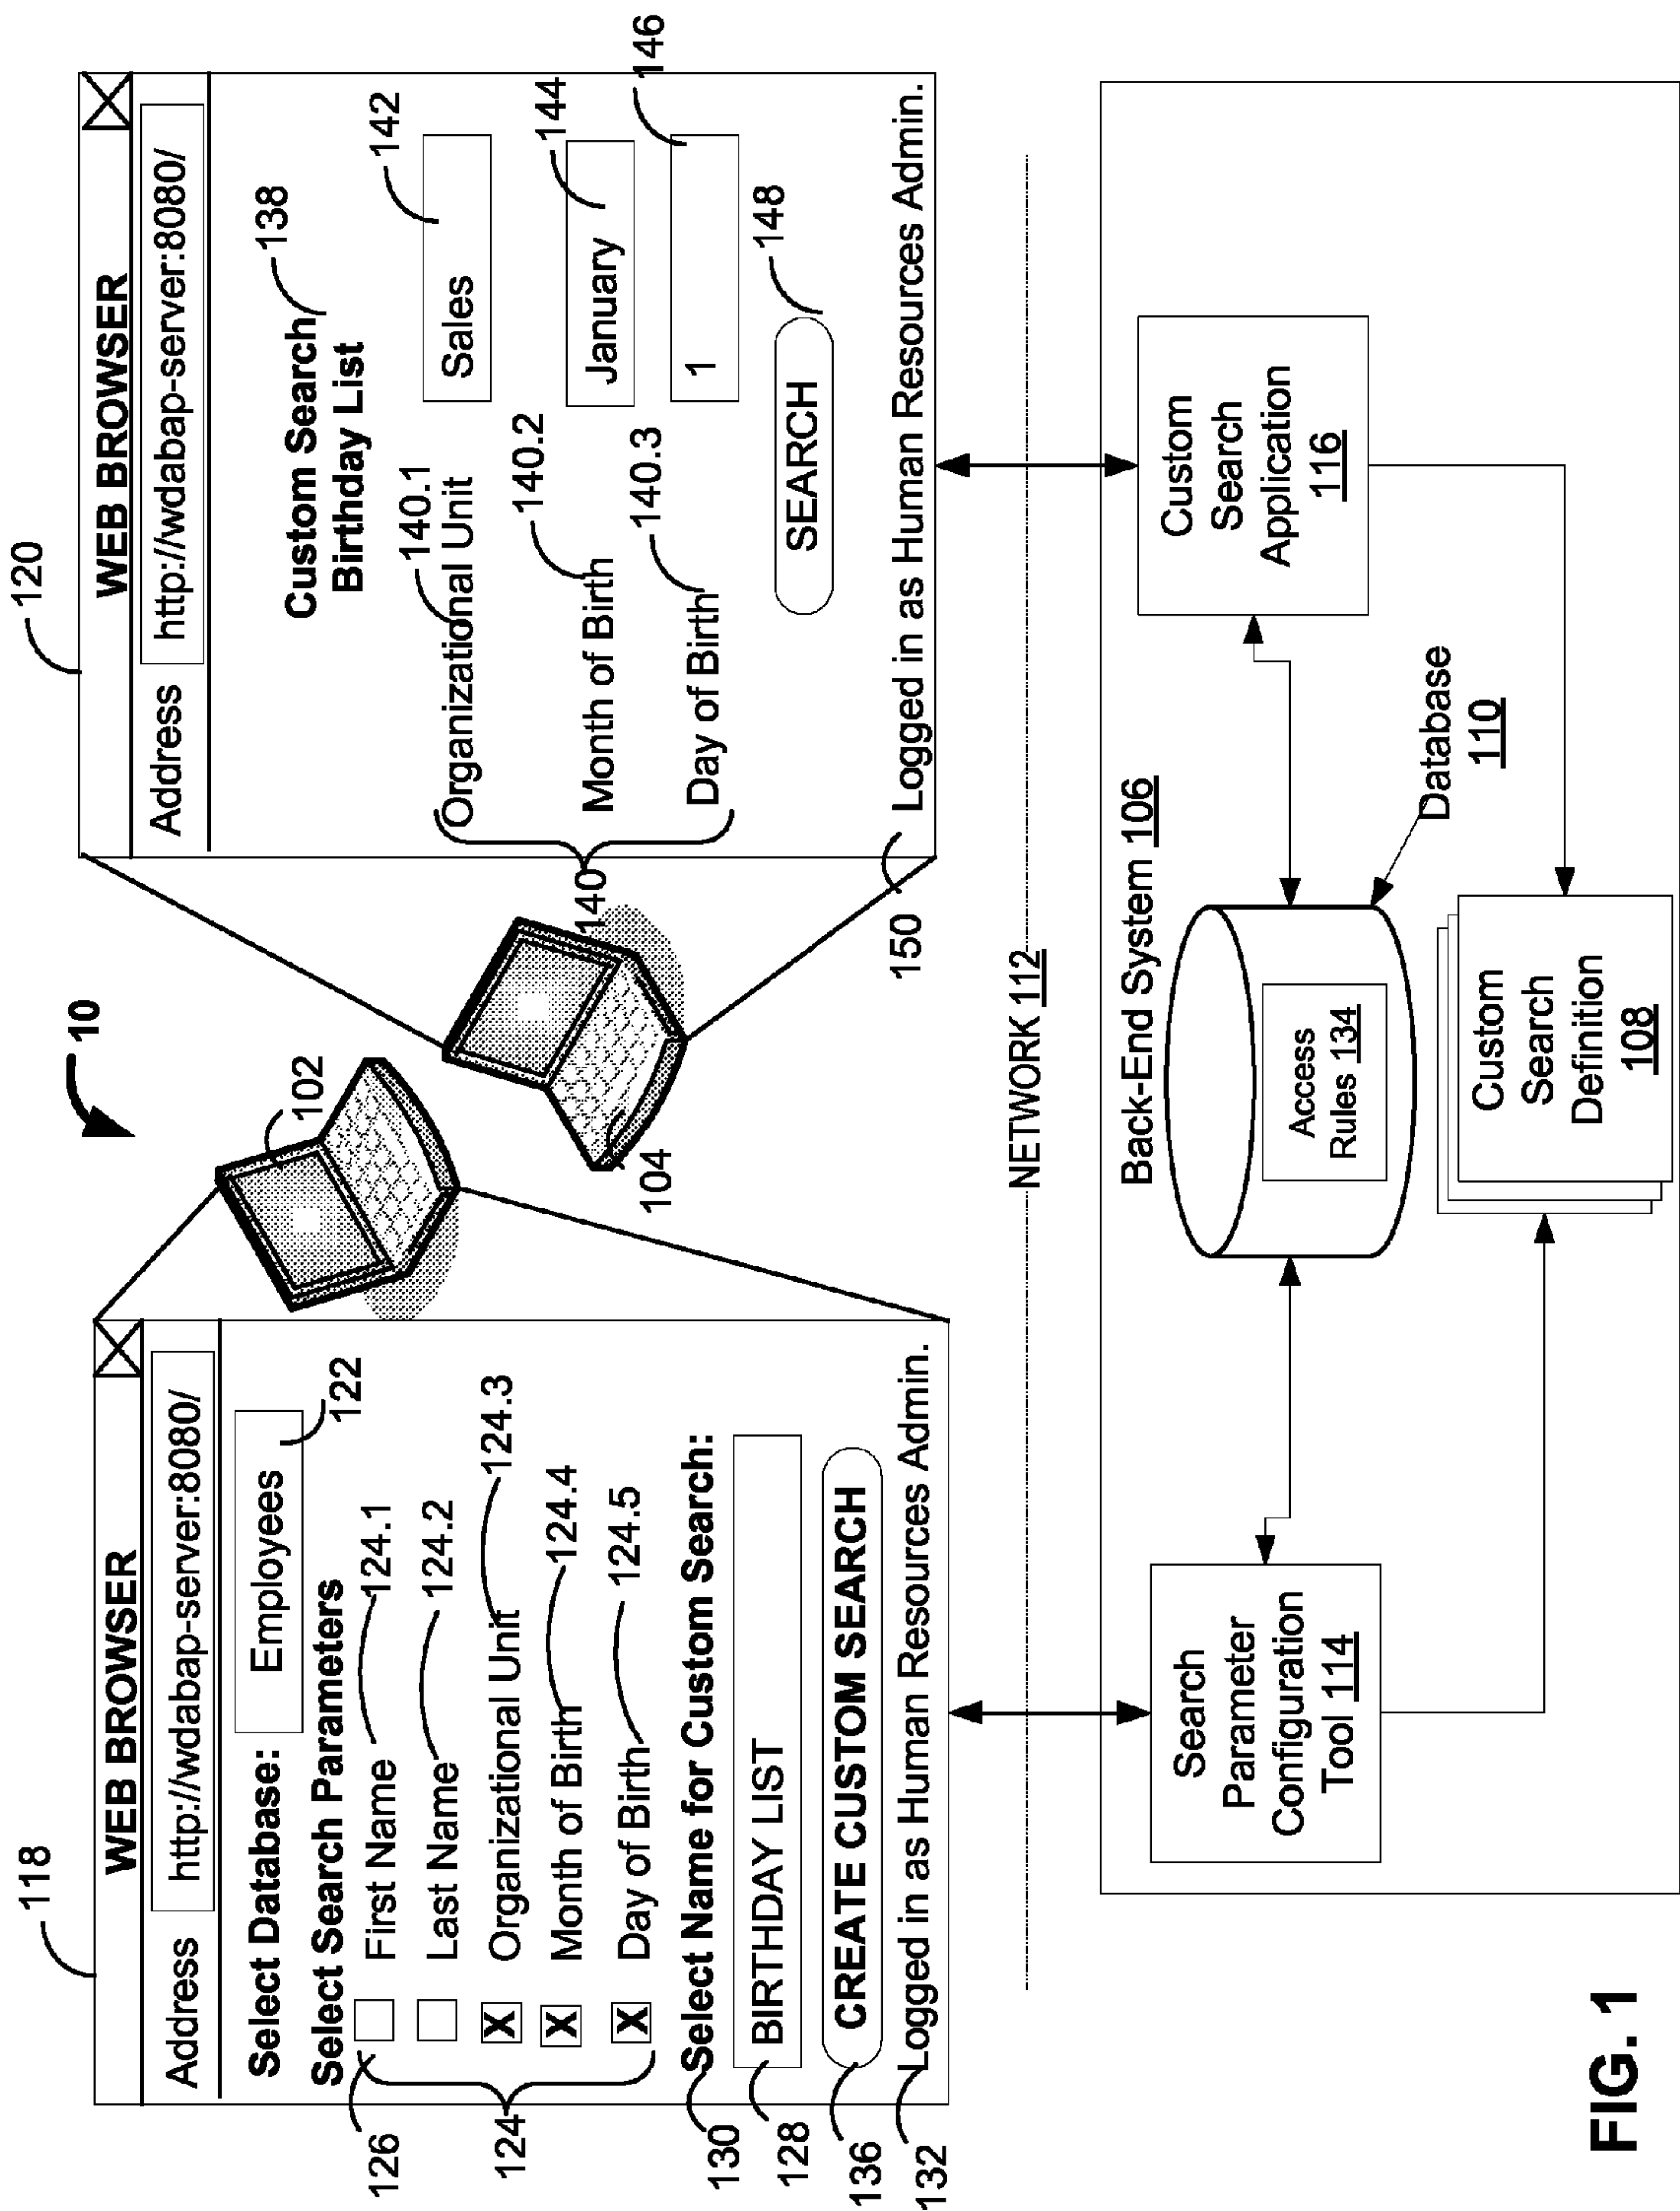 10
118
WEB BROWSER
Address http://wdabap-server:8080/
Select Database: Employees
122
Select Search Parameters
126
124
First Name 124.1
Last Name 124.2
X Organizational Unit 124.3
X Month of Birth 124.4
X Day of Birth 124.5
130
Select Name for Custom Search:
128
BIRTHDAY LIST
136
CREATE CUSTOM SEARCH
132
Logged in as Human Resources Admin.
102
104
120
WEB BROWSER
Address http://wdabap-server:8080/
138
Custom Search
Birthday List
140
140.1
Organizational Unit
Sales
142
140.2
Month of Birth
January
144
140.3
Day of Birth
1
146
SEARCH
148
150
Logged in as Human Resources Admin.
NETWORK 112
Back-End System 106
Search
Parameter
Configuration
Tool 114
Access
Rules 134
Database
110
Custom
Search
Definition
108
Custom
Search
Application
116
FIG. 1